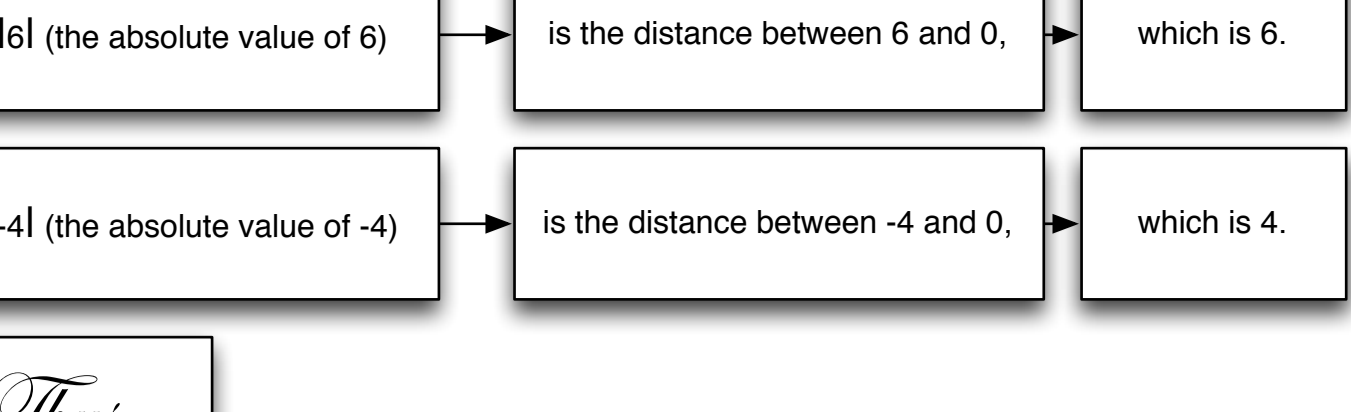 |6| (the absolute value of 6) is the distance between 6 and 0, which is 6.
-4| (the absolute value of -4) is the distance between -4 and 0, which is 4.